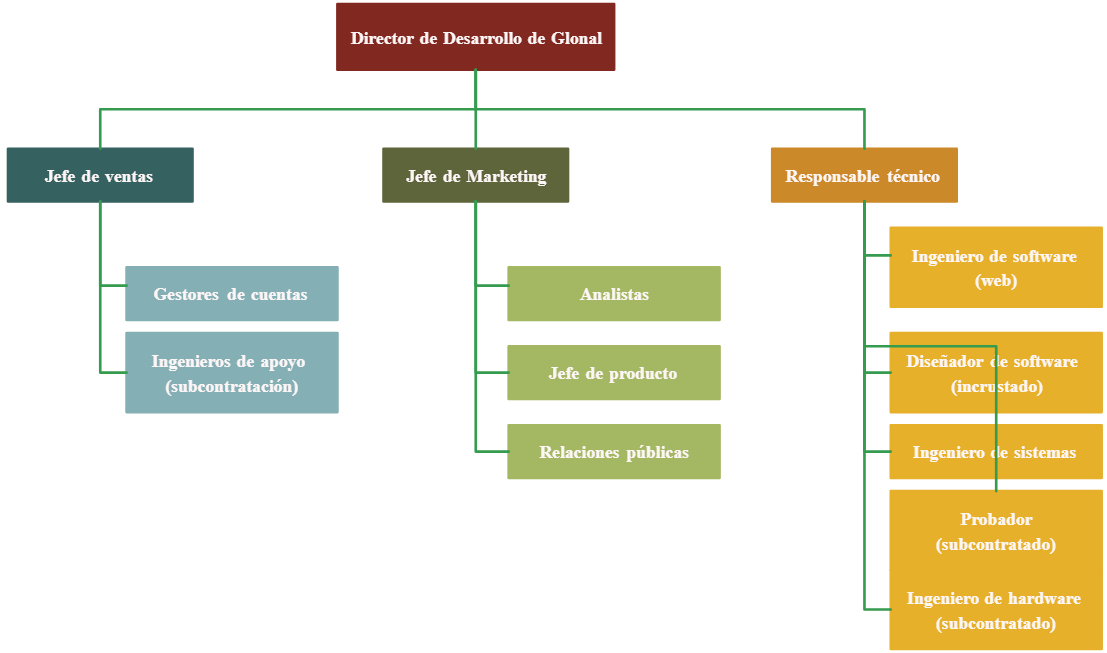 Director de Desarrollo de Glonal
Jefe de ventas
Jefe de Marketing
Responsable técnico
Gestores de cuentas
Ingenieros de apoyo
(subcontratación)
Analistas
Jefe de producto
Relaciones públicas
Ingeniero de software
(web)
Diseñador de software
(incrustado)
Ingeniero de sistemas
Probador
(subcontratado)
Ingeniero de hardware
(subcontratado)